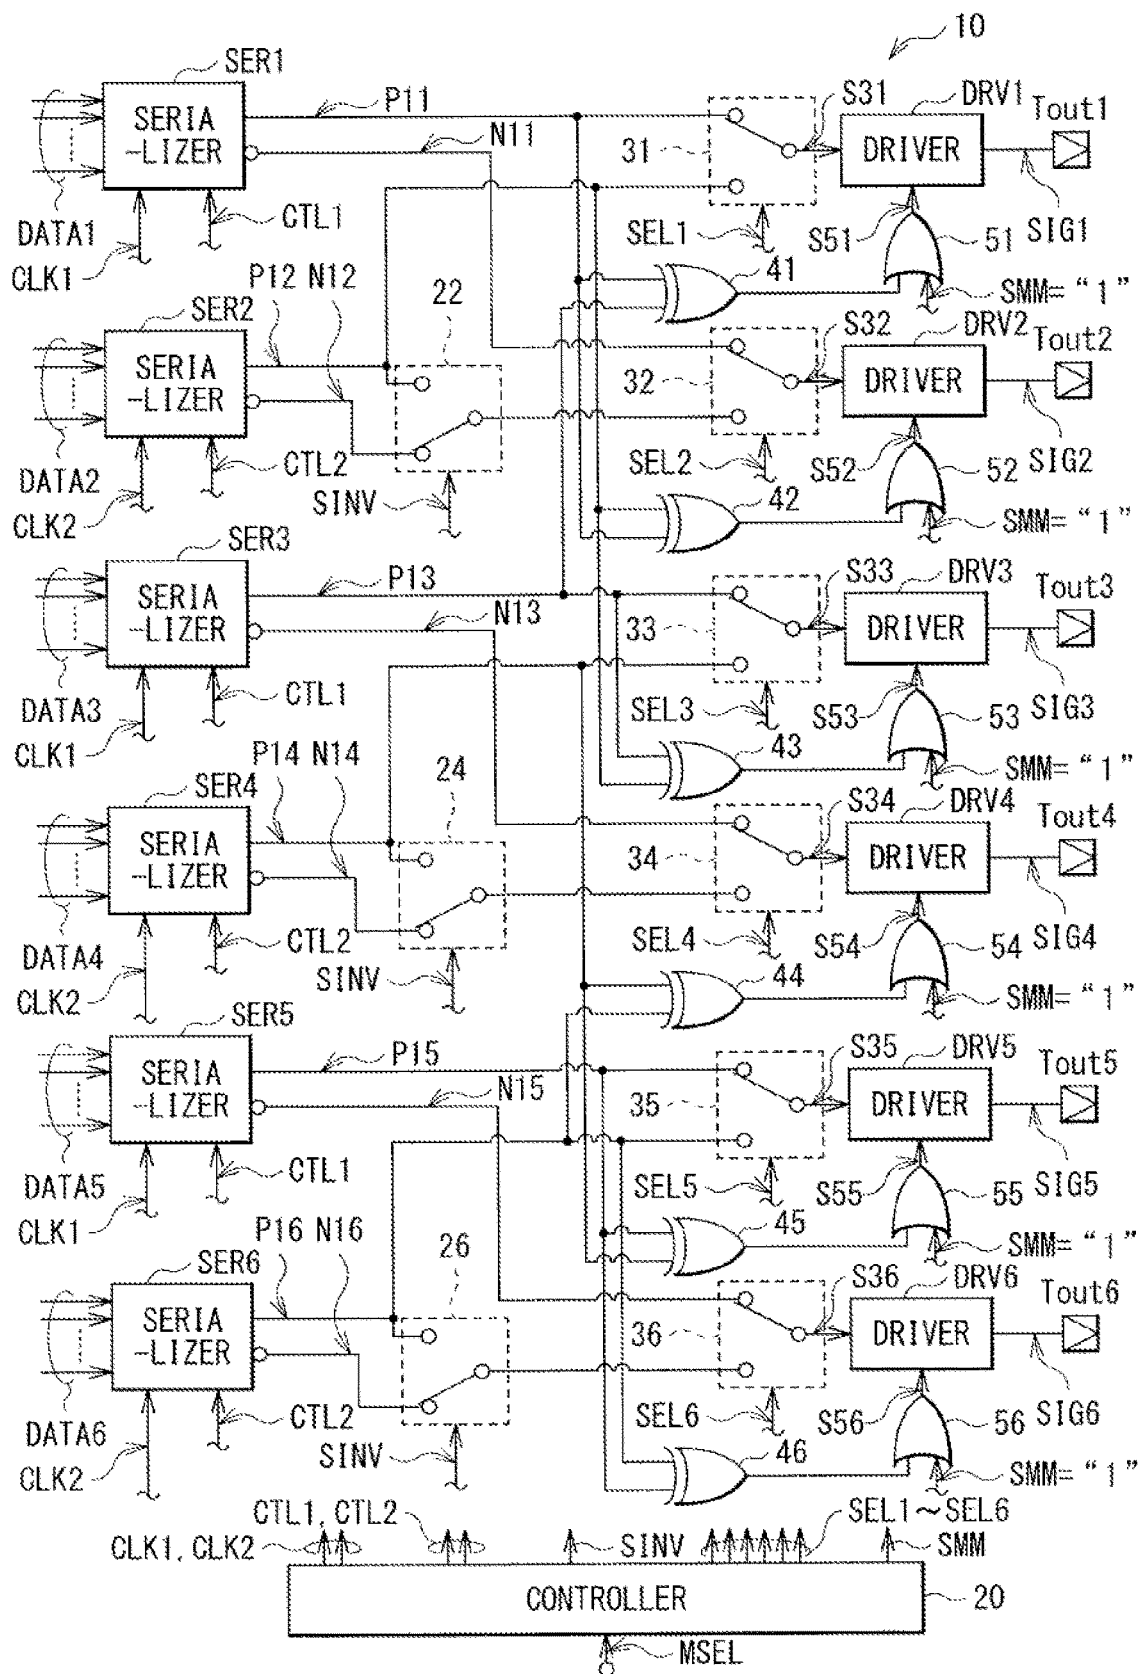 10
SER1
P11
S31
DRV1
Tout1
SERIA
-LIZER
N11
31
DRIVER
DATA1
CTL1
SEL1
S51
51
SIG1
CLK1
P12 N12
22
41
SMM= “1”
SER2
S32
DRV2
Tout2
SERIA
-LIZER
32
DRIVER
DATA2
CTL2
SEL2
S52
52
SIG2
CLK2
SINV
42
SMM= “1”
SER3
P13
S33
DRV3
Tout3
SERIA
-LIZER
N13
33
DRIVER
DATA3
CTL1
SEL3
S53
53
SIG3
CLK1
P14 N14
24
43
SMM= “1”
SER4
S34
DRV4
Tout4
SERIA
-LIZER
34
DRIVER
DATA4
CTL2
SEL4
S54
54
SIG4
CLK2
SINV
44
SMM= “1”
SER5
P15
S35
DRV5
Tout5
SERIA
-LIZER
N15
35
DRIVER
DATA5
CTL1
SEL5
S55
55
SIG5
CLK1
P16 N16
26
45
SMM= “1”
SER6
S36
DRV6
Tout6
SERIA
-LIZER
36
DRIVER
DATA6
CTL2
SEL6
S56
56
SIG6
CLK2
SINV
46
SMM= “1”
CTL1, CTL2
SEL1～SEL6
CLK1, CLK2
SINV
SMM
CONTROLLER
20
MSEL